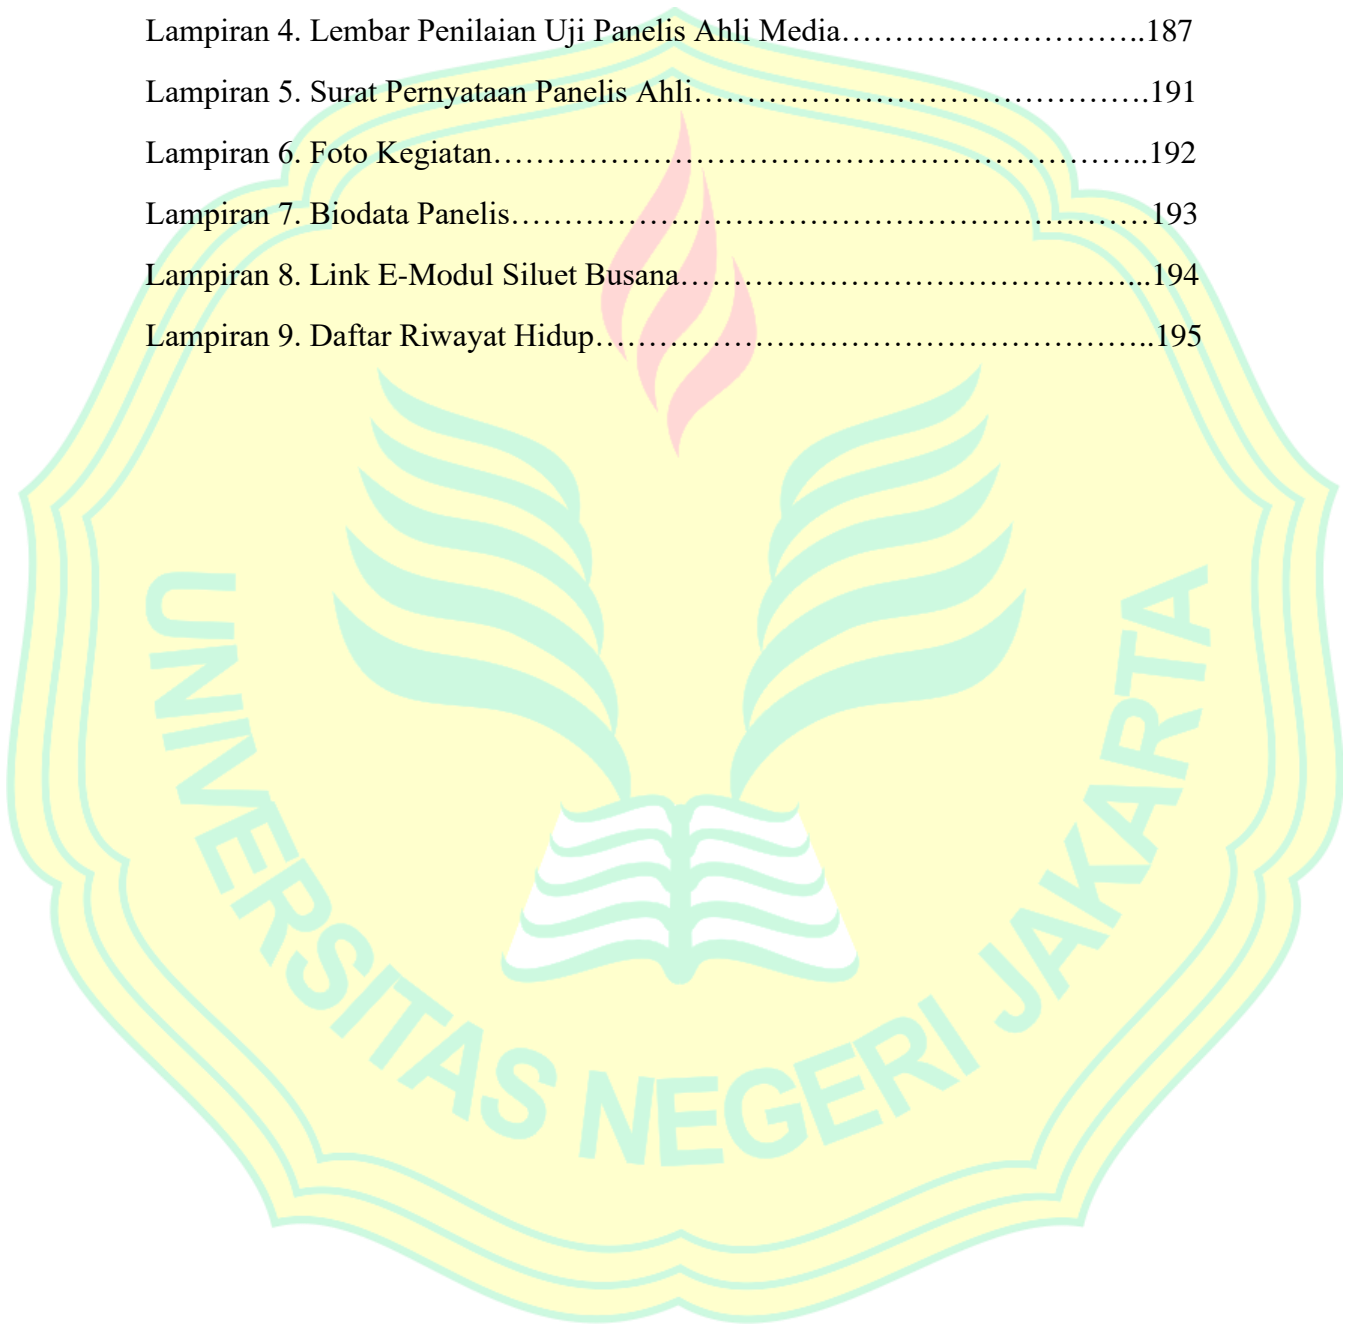 Lampiran 4. Lembar Penilaian Uji Panelis Ahli Media………………………..187
Lampiran 5. Surat Pernyataan Panelis Ahli…………………………………….191
Lampiran 6. Foto Kegiatan……………………………………………………..192
Lampiran 7. Biodata Panelis……………………………………………………193
Lampiran 8. Link E-Modul Siluet Busana……………………………………...194
Lampiran 9. Daftar Riwayat Hidup……………………………………………..195
UNIVERSITAS NEGERI JAKARTA